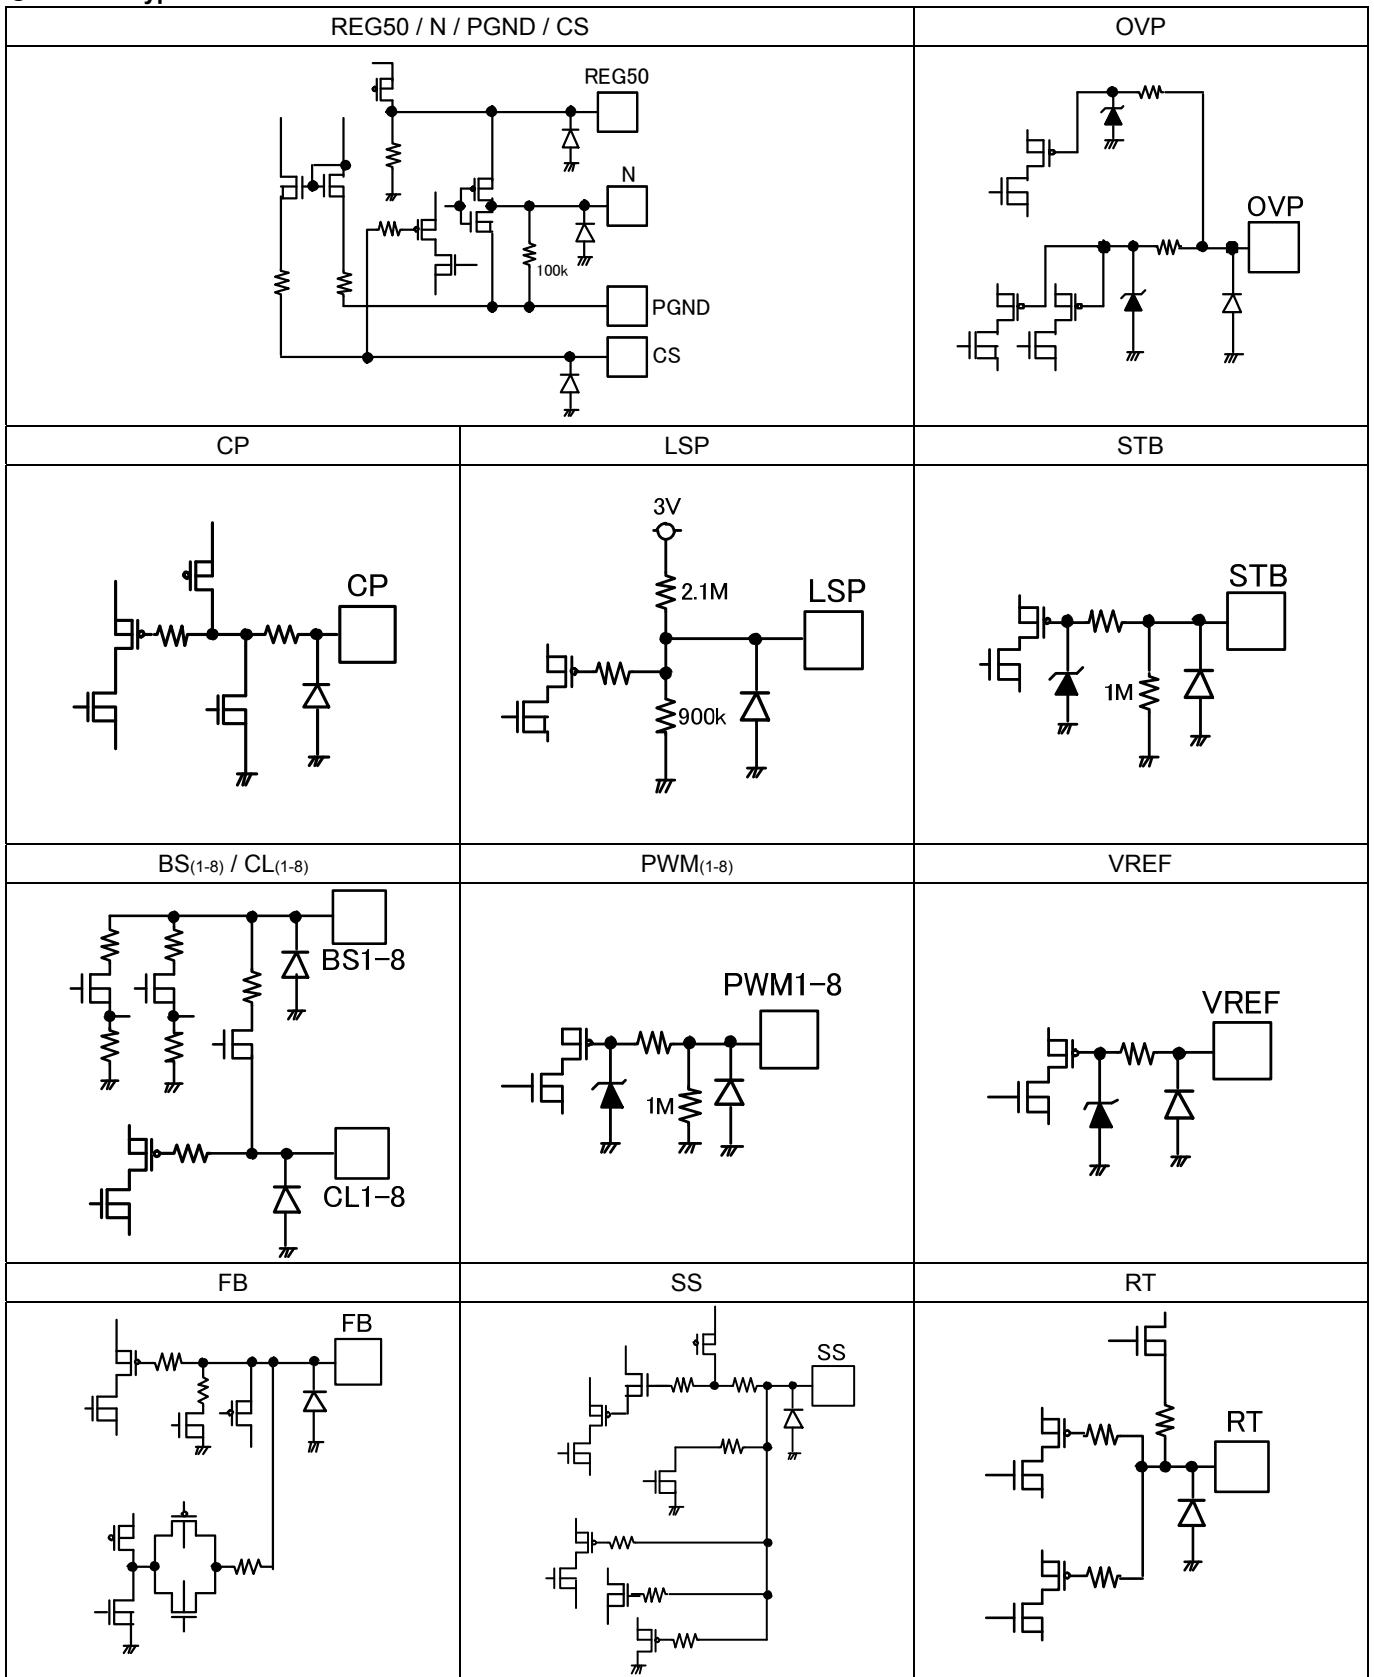 REG50 / N / PGND / CS
OVP
REG50
N
100k
PGND
CS
OVP
CP
LSP
STB
CP
3V
2.1M
LSP
900k
STB
1M
BS(1-8) / CL(1-8)
PWM(1-8)
VREF
BS1-8
CL1-8
PWM1-8
1M
VREF
FB
SS
RT
FB
SS
RT